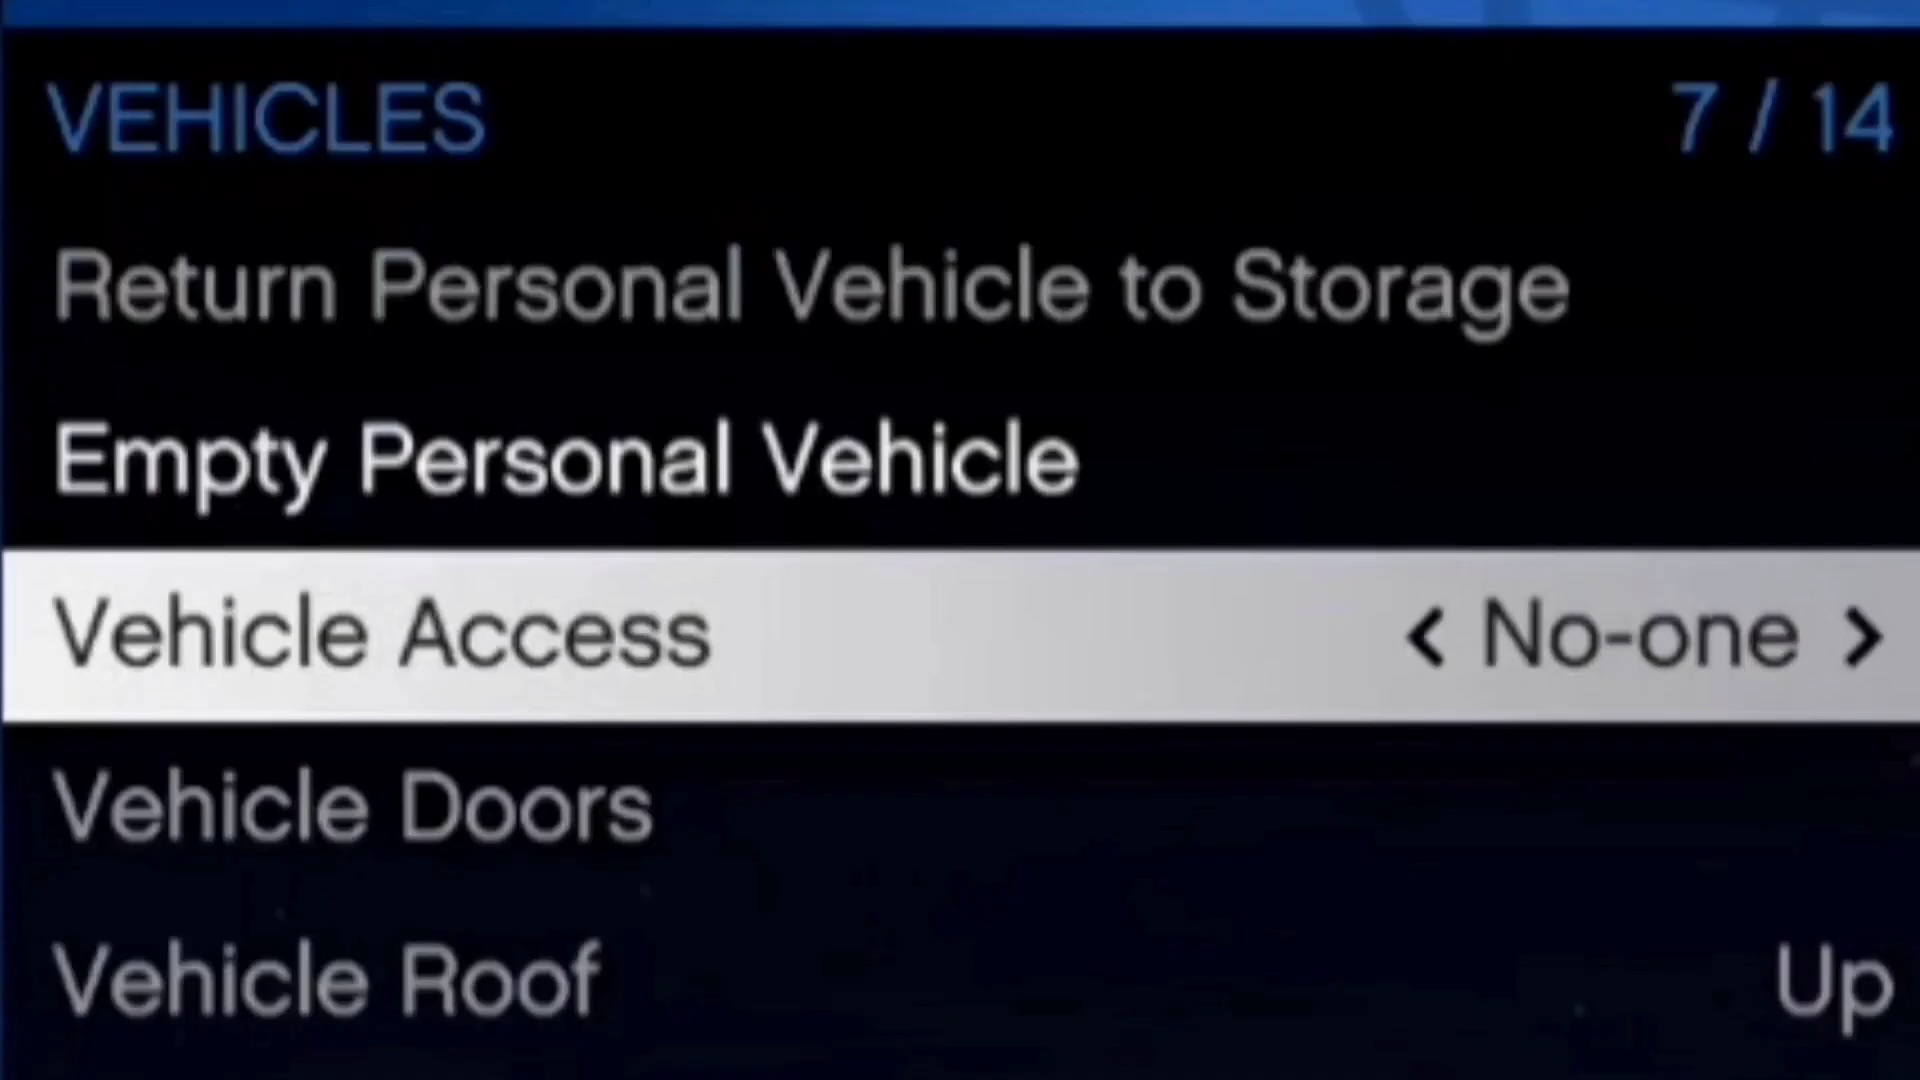 VEHICLES 7 / 14
Return Personal Vehicle to Storage
Empty Personal Vehicle
Vehicle Access < No-one >
Vehicle Doors
Vehicle Roof Up